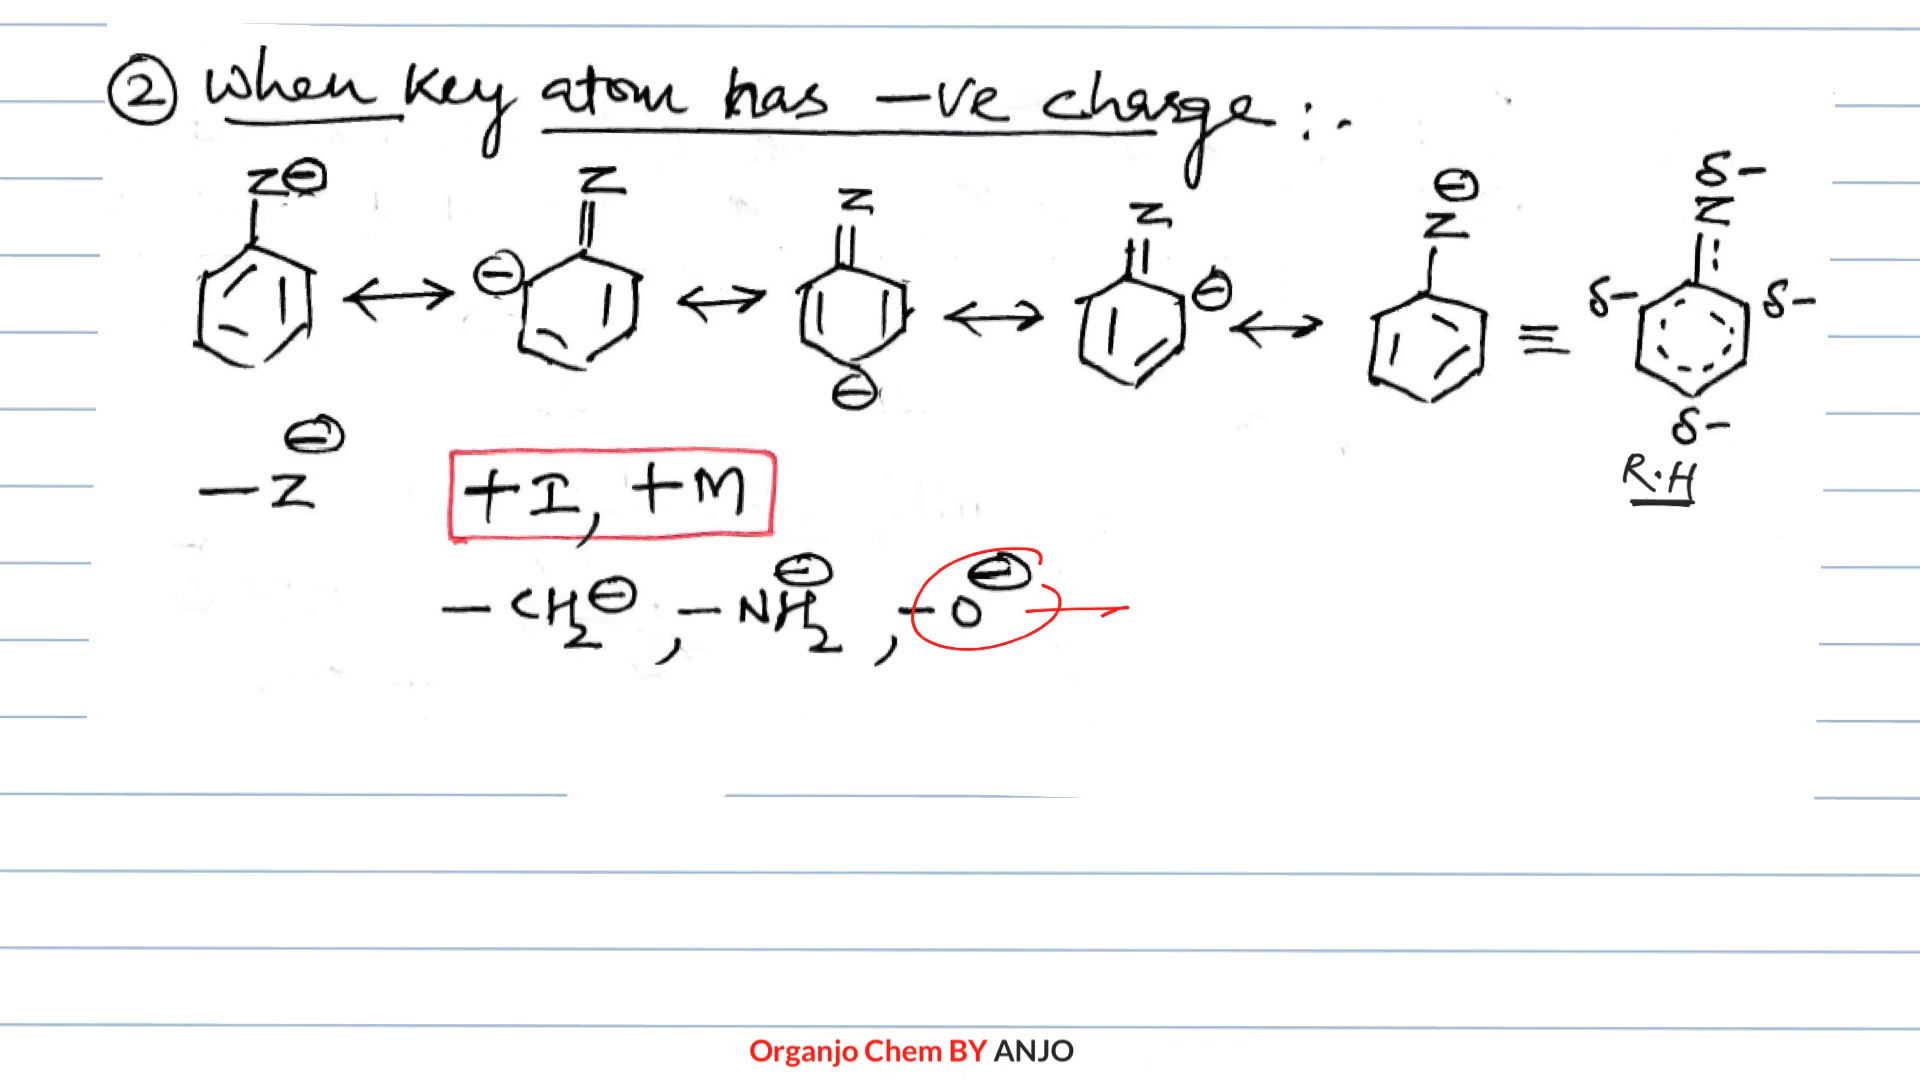 ② when key atom has -ve charge :-
Z⊖ Z Z Z ⊖ Z δ- Z
⊖ ↔ ↔ ↔ ⊖ ↔ ≡ δ- δ-
⊖ δ-
-Z⊖ +I, +M R.H
-CH₂⊖, -NH₂⊖, -O⊖ →
Organjo Chem BY ANJO